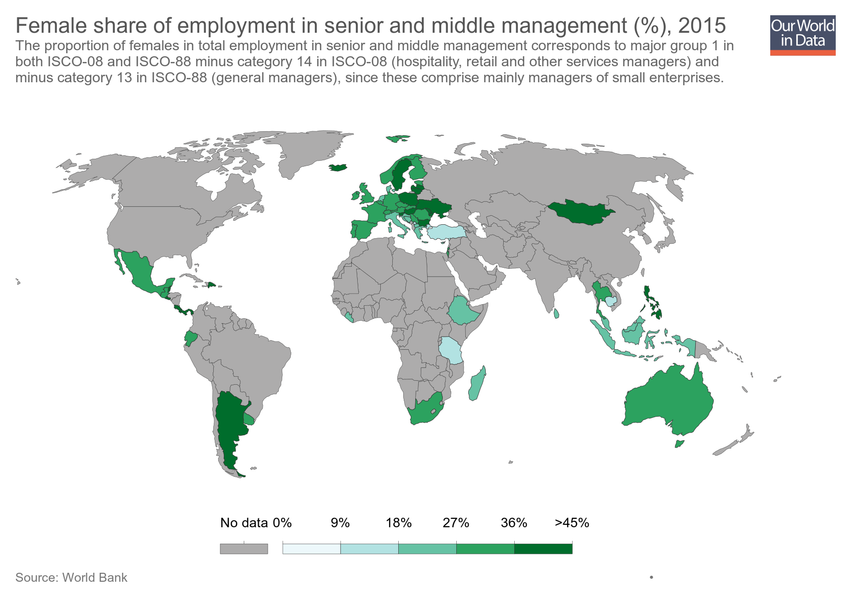 Female share of employment in senior and middle management (%), 2015
The proportion of females in total employment in senior and middle management corresponds to major group 1 in
both ISCO-08 and ISCO-88 minus category 14 in ISCO-08 (hospitality, retail and other services managers) and
minus category 13 in ISCO-88 (general managers), since these comprise mainly managers of small enterprises.
Our World
in Data
No data 0% 9% 18% 27% 36% >45%
Source: World Bank